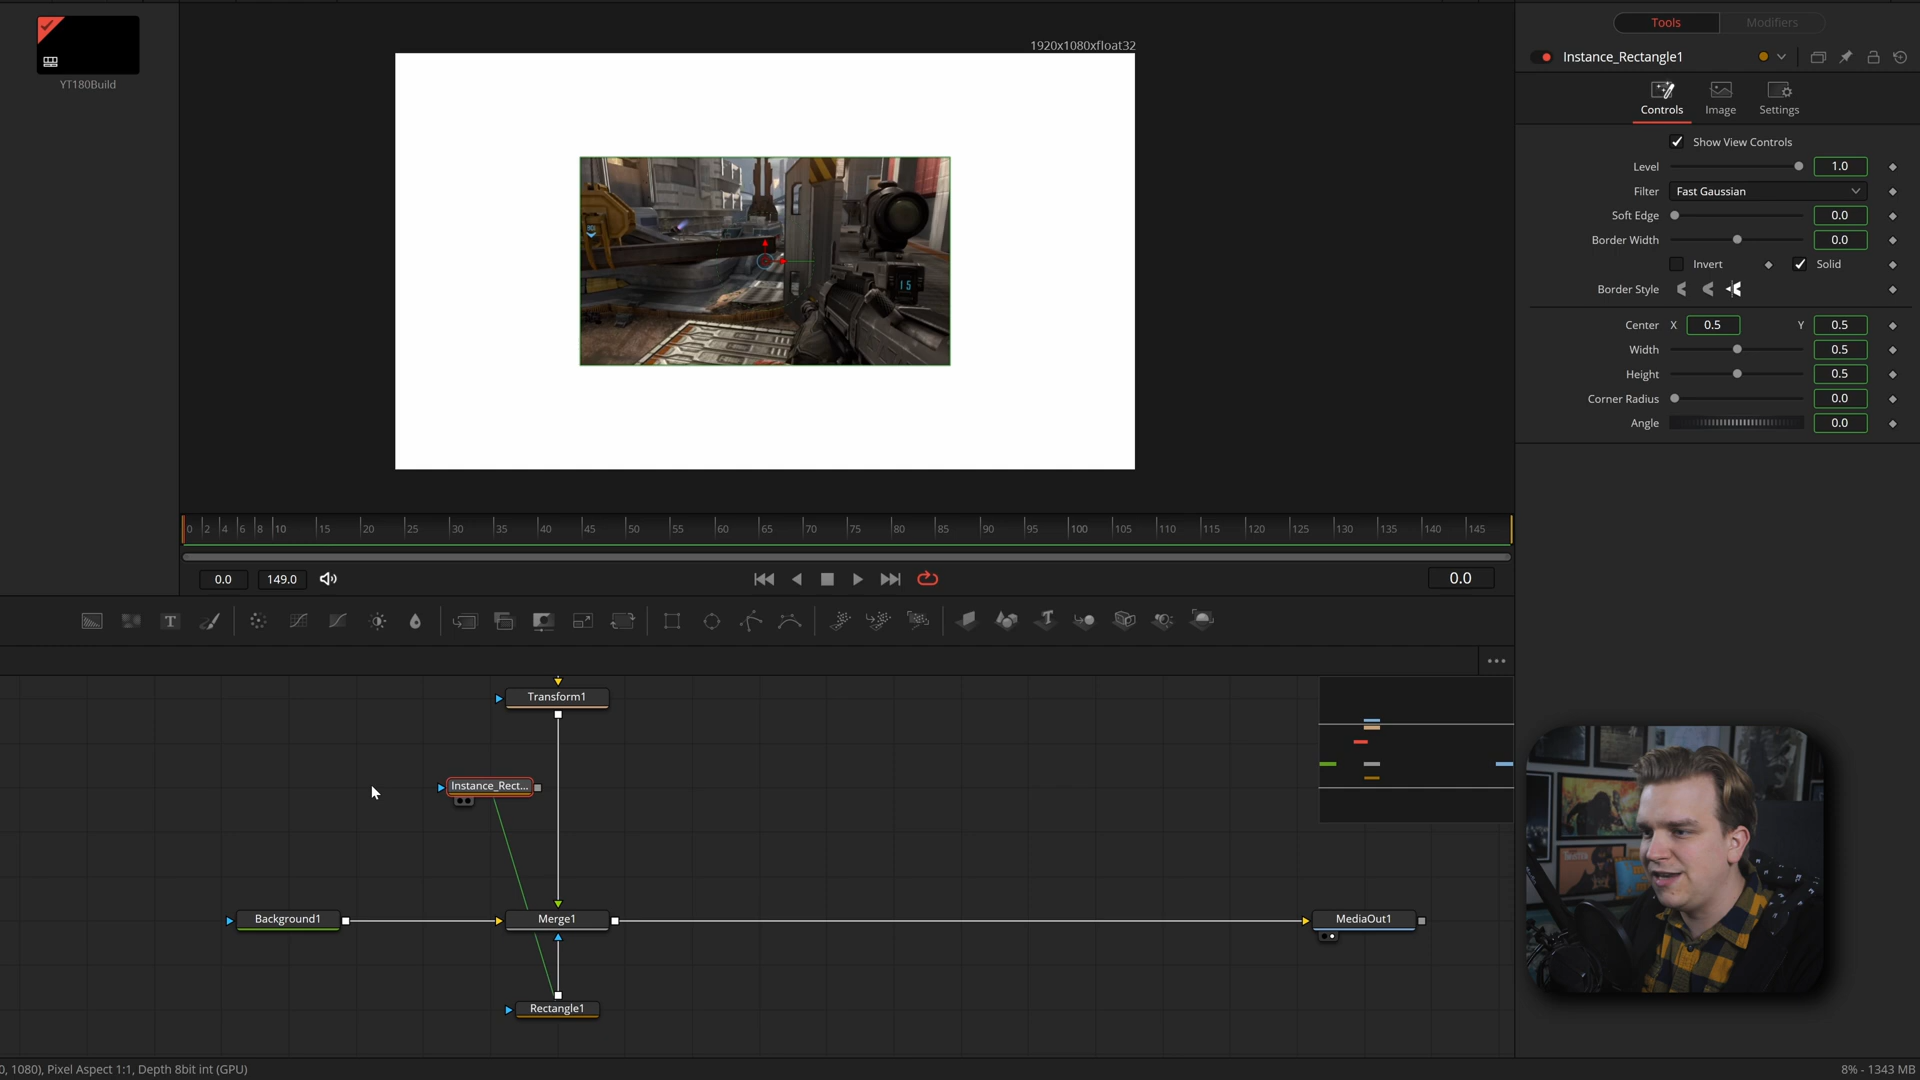 Tools
Modifiers
1920x1080xfloat32
Instance_Rectangle1
YT180Build
Controls
Image
Settings
Show View Controls
Level 1.0
Filter Fast Gaussian
Soft Edge 0.0
Border Width 0.0
Invert Solid
Border Style
Center X 0.5 Y 0.5
Width 0.5
Height 0.5
Corner Radius 0.0
Angle 0.0
15
0 2 4 6 8 10 15 20 25 30 35 40 45 50 55 60 65 70 75 80 85 90 95 100 105 110 115 120 125 130 135 140 145
0.0 149.0 0.0
T T
Transform1
Instance_Rect...
Background1
Merge1
MediaOut1
Rectangle1
0, 1080), Pixel Aspect 1:1, Depth 8bit int (GPU)
8% - 1343 MB